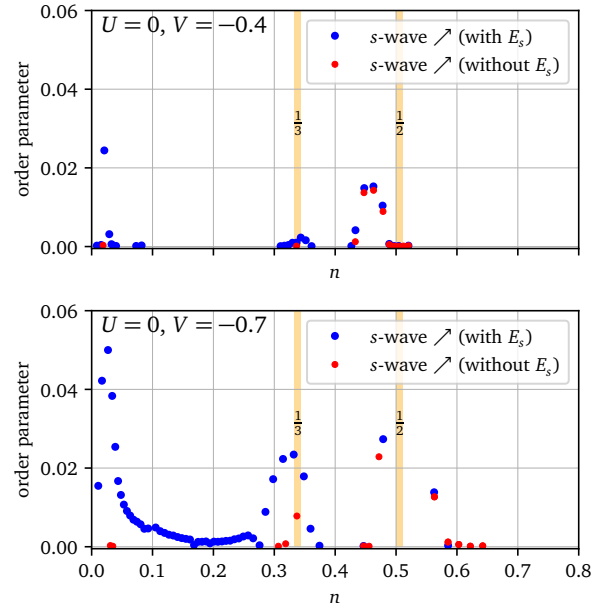 U = 0, V = −0.4
s-wave ↗ (with E_s)
s-wave ↗ (without E_s)
0.06
0.04
0.02
0.00
order parameter
1/3
1/2
n
U = 0, V = −0.7
s-wave ↗ (with E_s)
s-wave ↗ (without E_s)
0.06
0.04
0.02
0.00
order parameter
1/3
1/2
0.0 0.1 0.2 0.3 0.4 0.5 0.6 0.7 0.8
n